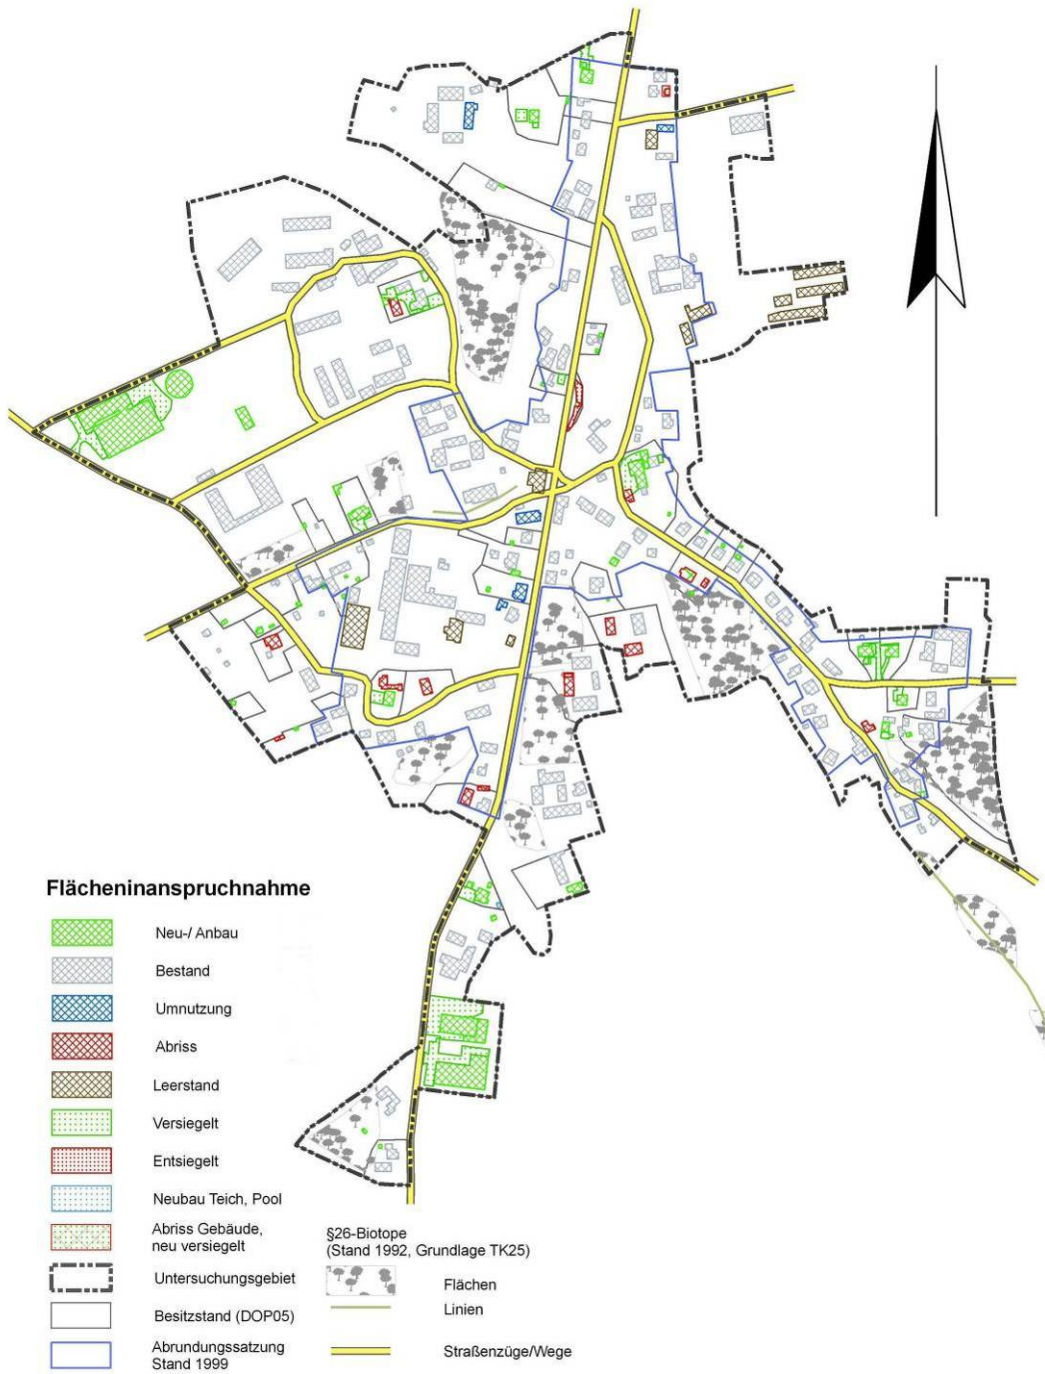 Flächeninanspruchnahme
Neu-/ Anbau
Bestand
Umnutzung
Abriss
Leerstand
Versiegelt
Entsiegelt
Neubau Teich, Pool
Abriss Gebäude,
neu versiegelt
Untersuchungsgebiet
Besitzstand (DOP05)
Abrundungssatzung
Stand 1999
§26-Biotope
(Stand 1992, Grundlage TK25)
Flächen
Linien
Straßenzüge/Wege